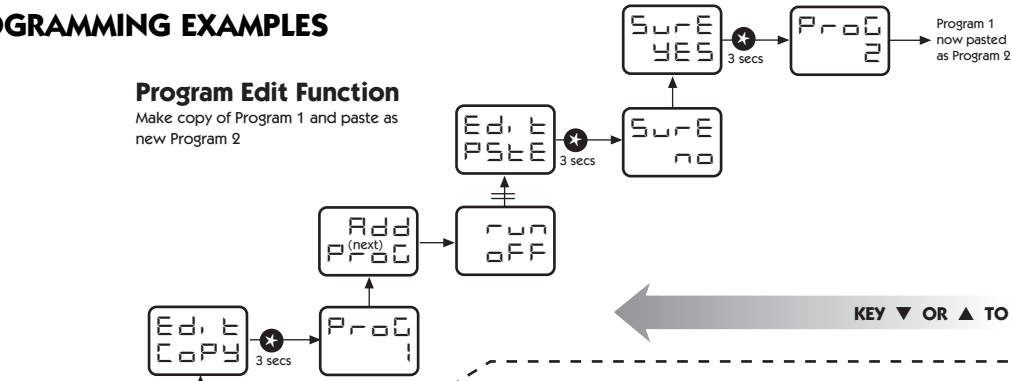 OGRAMMING EXAMPLES
Program Edit Function
Make copy of Program 1 and paste as
new Program 2
SurE
YES
3 secs
ProG
2
Program 1
now pasted
as Program 2
Edit
PStE
3 secs
SurE
no
Add
(next)
ProG
run
oFF
Edit
CoPY
3 secs
ProG
1
KEY ▼ OR ▲ TO